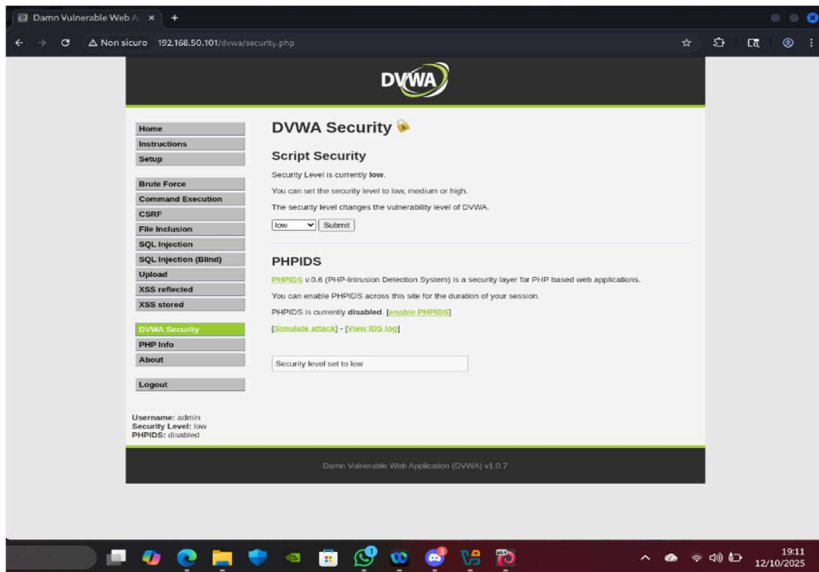 Damn Vulnerable Web A
Non sicuro 192.168.50.101/dvwa/security.php
DVWA
Home
Instructions
Setup
Brute Force
Command Execution
CSRF
File Inclusion
SQL Injection
SQL Injection (Blind)
Upload
XSS reflected
XSS stored
DVWA Security
PHP Info
About
Logout
Username: admin
Security Level: low
PHPIDS: disabled
DVWA Security
Script Security
Security Level is currently low.
You can set the security level to low, medium or high.
The security level changes the vulnerability level of DVWA.
low Submit
PHPIDS
PHPIDS v.0.6 (PHP-Intrusion Detection System) is a security layer for PHP based web applications.
You can enable PHPIDS across this site for the duration of your session.
PHPIDS is currently disabled. [enable PHPIDS]
[Simulate attack] - [View IDS log]
Security level set to low
Damn Vulnerable Web Application (DVWA) v1.0.7
19:11
12/10/2025